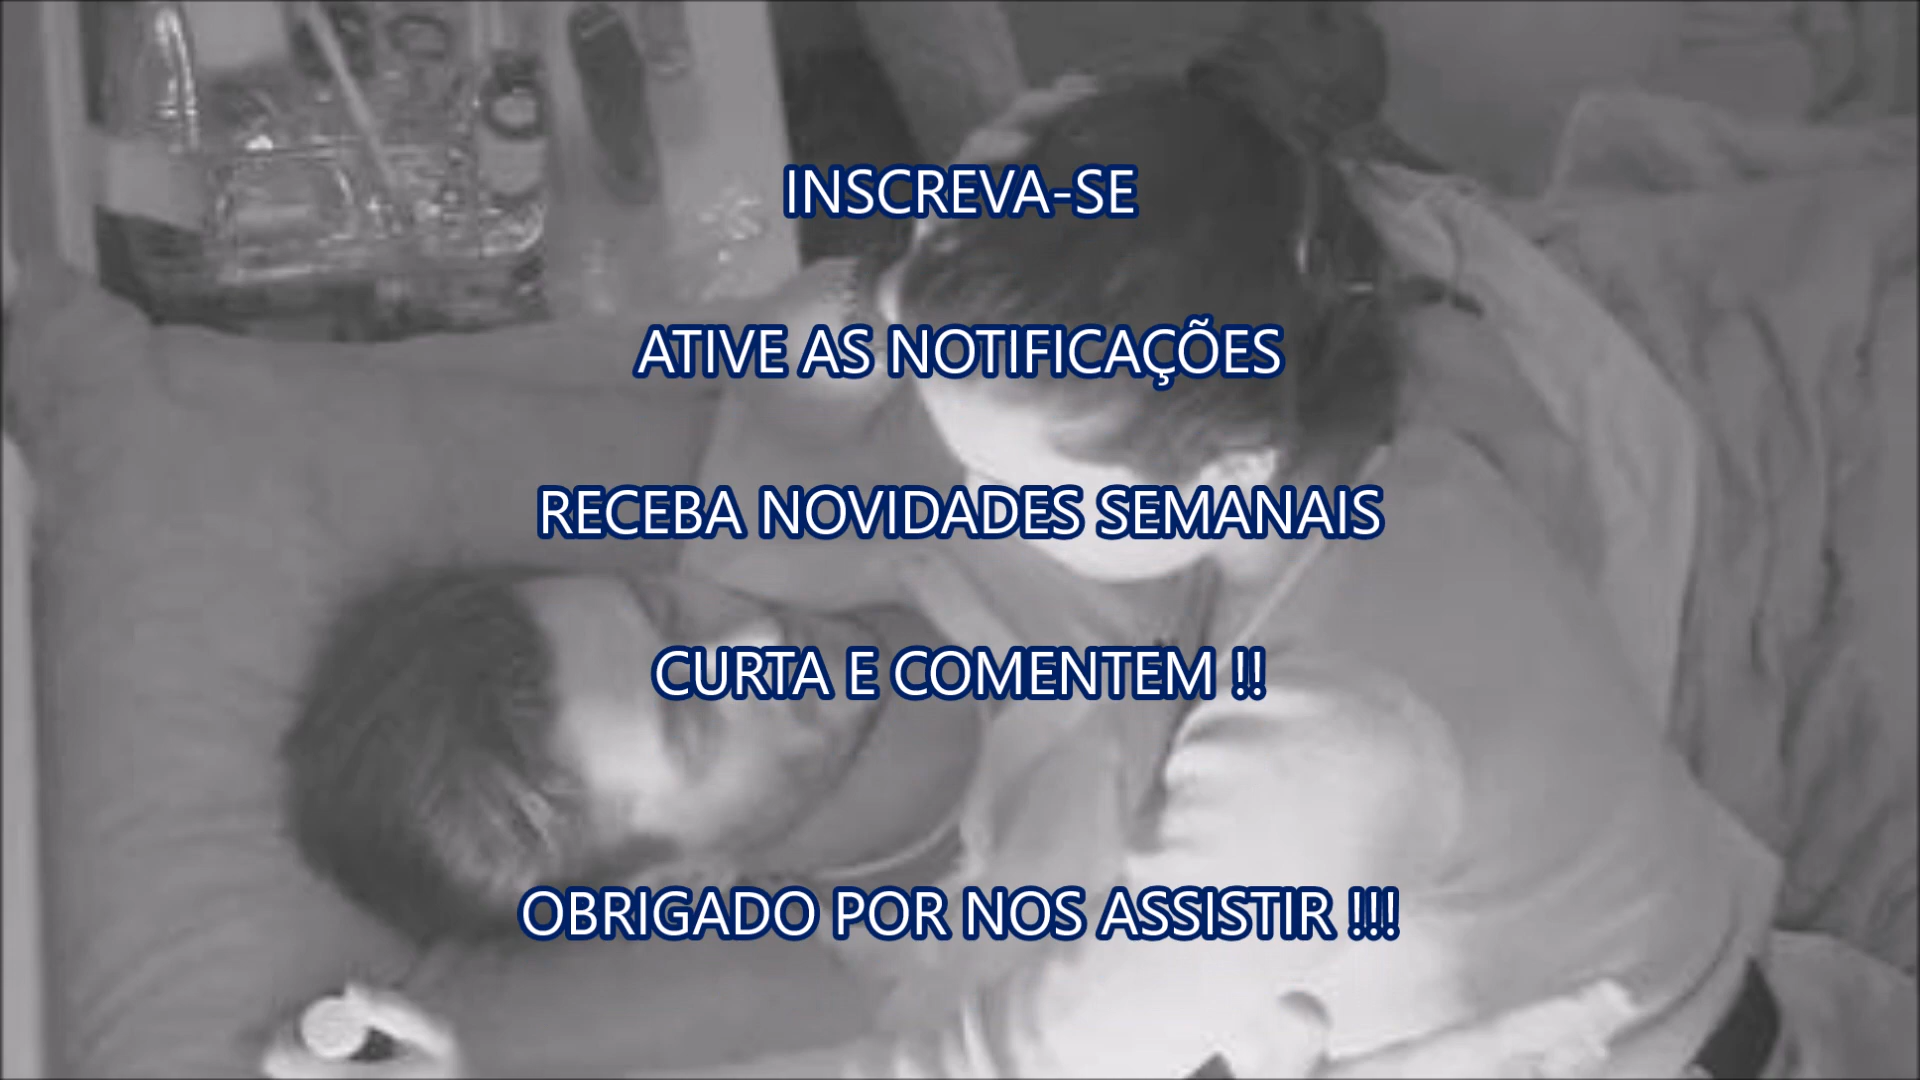 INSCREVA-SE
ATIVE AS NOTIFICAÇÕES
RECEBA NOVIDADES SEMANAIS
CURTA E COMENTEM !!
OBRIGADO POR NOS ASSISTIR !!!